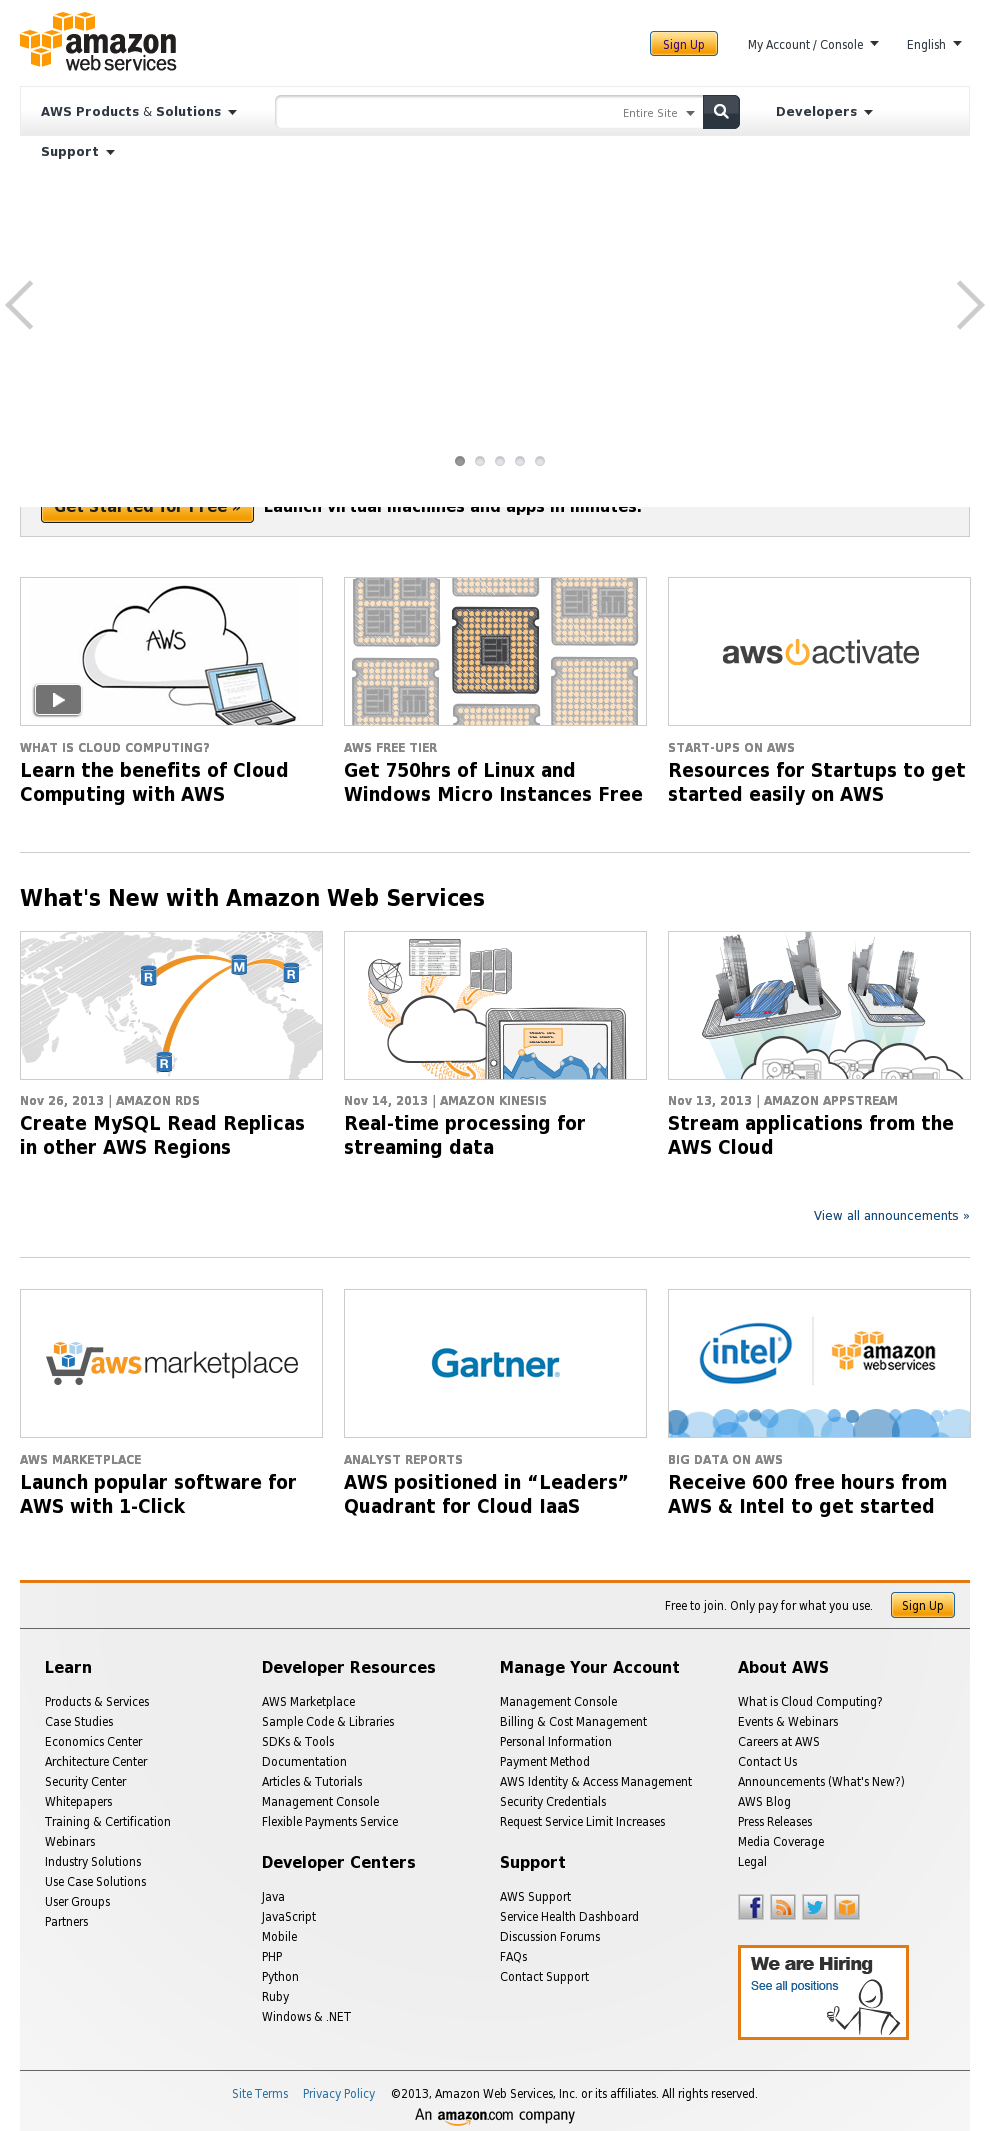 amazon
web services
Sign Up
My Account / Console
English
AWS Products & Solutions
Entire Site
Developers
Support
Get Started for Free »
Launch virtual machines and apps in minutes.
AWS
aws activate
WHAT IS CLOUD COMPUTING?
Learn the benefits of Cloud
Computing with AWS
AWS FREE TIER
Get 750hrs of Linux and
Windows Micro Instances Free
START-UPS ON AWS
Resources for Startups to get
started easily on AWS
What's New with Amazon Web Services
R
M
R
R
Nov 26, 2013 | AMAZON RDS
Create MySQL Read Replicas
in other AWS Regions
Nov 14, 2013 | AMAZON KINESIS
Real-time processing for
streaming data
Nov 13, 2013 | AMAZON APPSTREAM
Stream applications from the
AWS Cloud
View all announcements »
aws marketplace
Gartner
intel
amazon
web services
AWS MARKETPLACE
Launch popular software for
AWS with 1-Click
ANALYST REPORTS
AWS positioned in “Leaders”
Quadrant for Cloud IaaS
BIG DATA ON AWS
Receive 600 free hours from
AWS & Intel to get started
Free to join. Only pay for what you use.
Sign Up
Learn
Products & Services
Case Studies
Economics Center
Architecture Center
Security Center
Whitepapers
Training & Certification
Webinars
Industry Solutions
Use Case Solutions
User Groups
Partners
Developer Resources
AWS Marketplace
Sample Code & Libraries
SDKs & Tools
Documentation
Articles & Tutorials
Management Console
Flexible Payments Service
Developer Centers
Java
JavaScript
Mobile
PHP
Python
Ruby
Windows & .NET
Manage Your Account
Management Console
Billing & Cost Management
Personal Information
Payment Method
AWS Identity & Access Management
Security Credentials
Request Service Limit Increases
Support
AWS Support
Service Health Dashboard
Discussion Forums
FAQs
Contact Support
About AWS
What is Cloud Computing?
Events & Webinars
Careers at AWS
Contact Us
Announcements (What's New?)
AWS Blog
Press Releases
Media Coverage
Legal
We are Hiring
See all positions
Site Terms
Privacy Policy
©2013, Amazon Web Services, Inc. or its affiliates. All rights reserved.
An amazon.com company